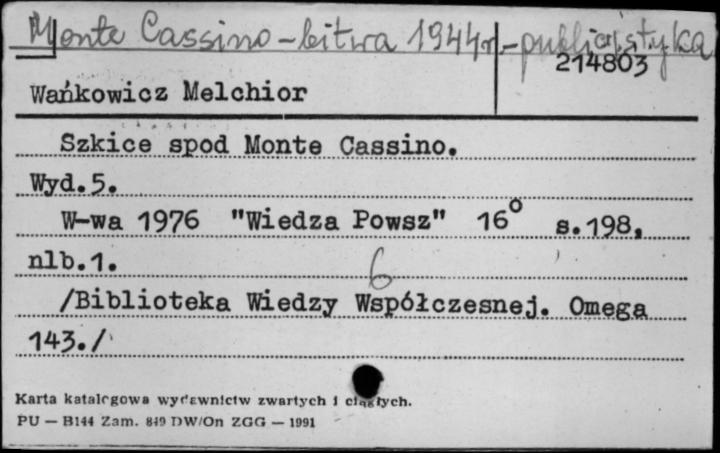 Monte Cassino – bitwa 1944 r. – publicystyka
214803
Wańkowicz Melchior
Szkice spod Monte Cassino.
Wyd.5.
W-wa 1976 "Wiedza Powsz" 16° s.198,
nlb.1.
6
/Biblioteka Wiedzy Współczesnej. Omega
143./
Karta katalogowa wydawnictw zwartych i ciągłych.
PU — B144 Zam. 849 DW/On ZGG — 1991